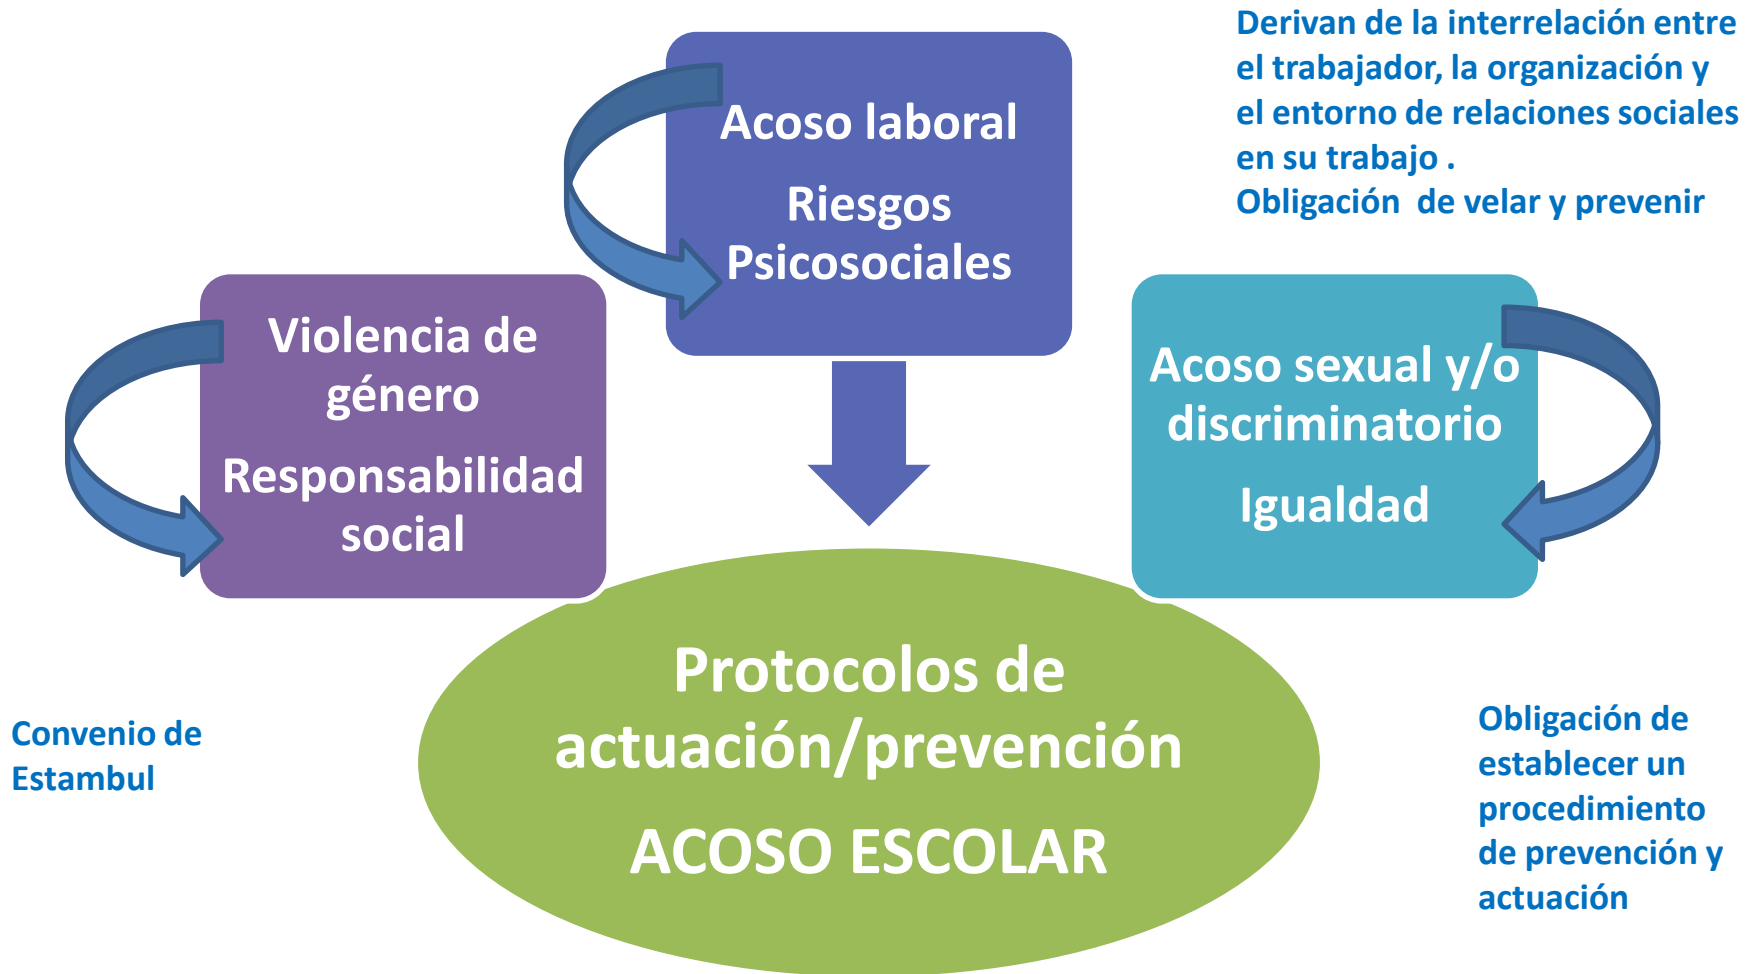 Derivan de la interrelación entre
el trabajador, la organización y
el entorno de relaciones sociales
en su trabajo .
Obligación de velar y prevenir
Acoso laboral
Riesgos
Psicosociales
Violencia de
género
Responsabilidad
social
Acoso sexual y/o
discriminatorio
Igualdad
Protocolos de
actuación/prevención
ACOSO ESCOLAR
Convenio de
Estambul
Obligación de
establecer un
procedimiento
de prevención y
actuación